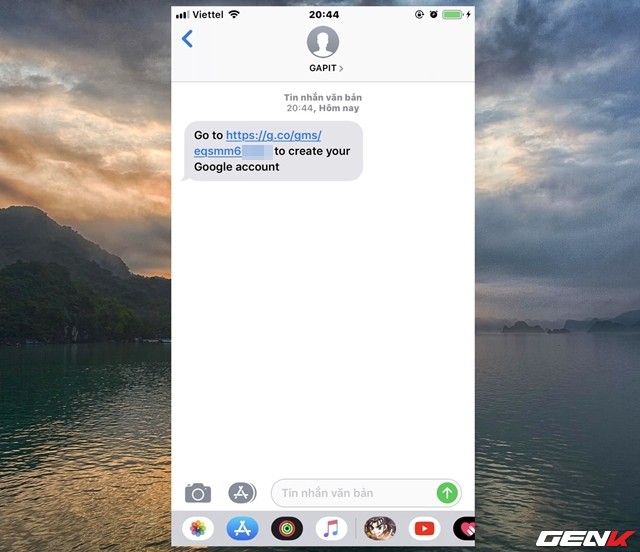 Viettel
20:44
GAPIT
Tin nhắn văn bản
20:44, Hôm nay
Go to https://g.co/gms/
eqsmm6 to create your
Google account
Tin nhắn văn bản
GENK